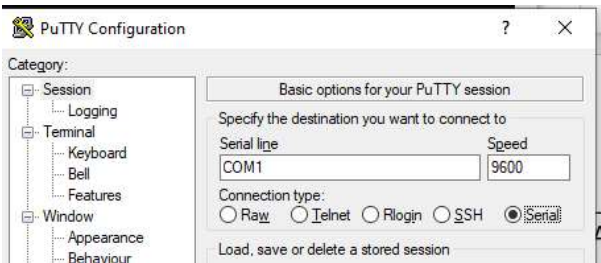 PuTTY Configuration ? ×
Category:
Session
Logging
Terminal
Keyboard
Bell
Features
Window
Appearance
Behaviour
Basic options for your PuTTY session
Specify the destination you want to connect to
Serial line Speed
COM1 9600
Connection type:
Raw Telnet Rlogin SSH Serial
Load, save or delete a stored session